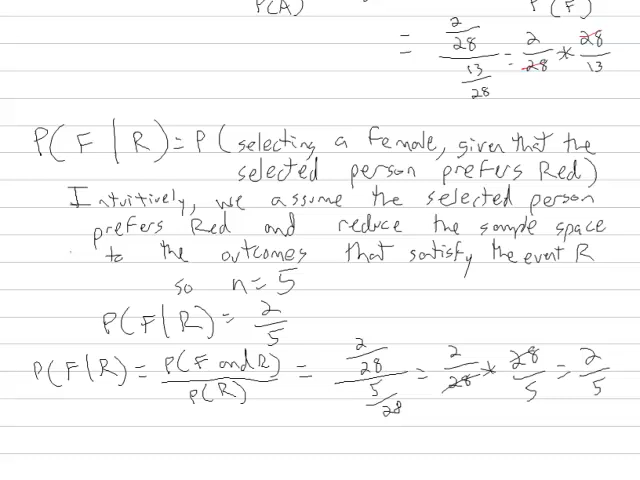 P(A)
P(F)
= 2/28 / 13/28 = 2/28 * 28/13
P(F | R) = P(selecting a female, given that the
selected person prefers Red)
Intuitively, we assume the selected person
prefers Red and reduce the sample space
to the outcomes that satisfy the event R
so n = 5
P(F|R) = 2/5
P(F|R) = P(F and R)/P(R) = 2/28 / 5/28 = 2/28 * 28/5 = 2/5